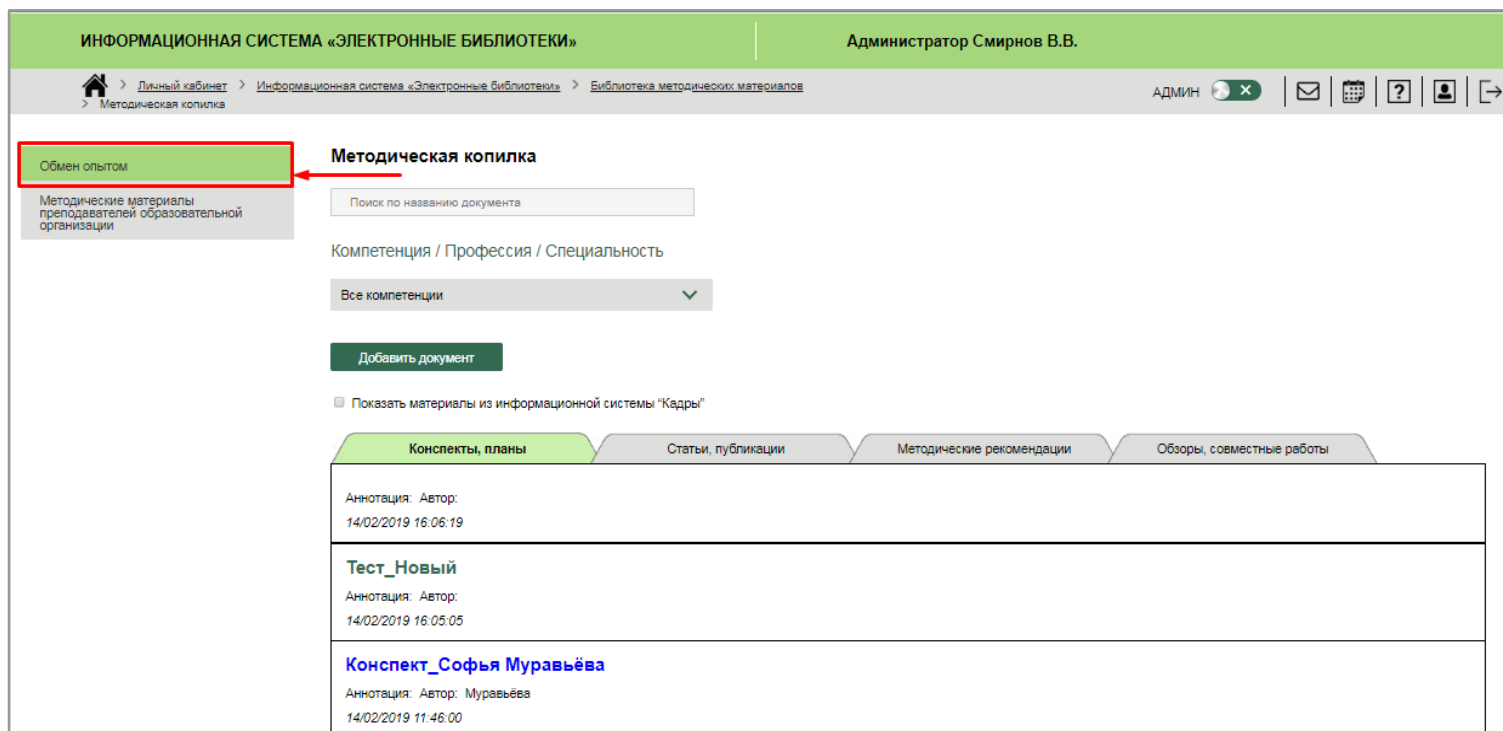 ИНФОРМАЦИОННАЯ СИСТЕМА «ЭЛЕКТРОННЫЕ БИБЛИОТЕКИ»
Администратор Смирнов В.В.
> Личный кабинет > Информационная система «Электронные библиотеки» > Библиотека методических материалов
> Методическая копилка
АДМИН
Обмен опытом
Методические материалы
преподавателей образовательной
организации
Методическая копилка
Поиск по названию документа
Компетенция / Профессия / Специальность
Все компетенции
Добавить документ
Показать материалы из информационной системы "Кадры"
Конспекты, планы
Статьи, публикации
Методические рекомендации
Обзоры, совместные работы
Аннотация: Автор:
14/02/2019 16:06:19
Тест_Новый
Аннотация: Автор:
14/02/2019 16:05:05
Конспект_Софья Муравьёва
Аннотация: Автор: Муравьёва
14/02/2019 11:46:00